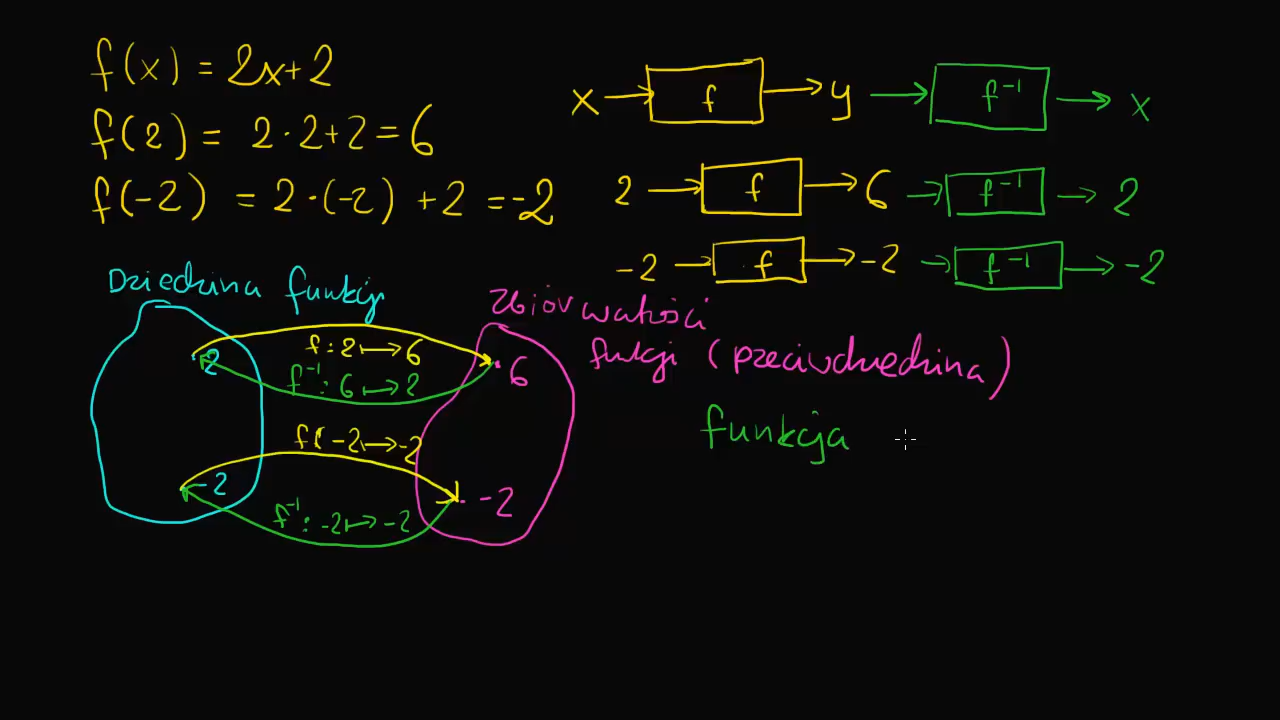 f(x) = 2x+2
f(2) = 2·2+2=6
f(-2) = 2·(-2) +2 =-2
x → f → y → f⁻¹ → x
2 → f → 6 → f⁻¹ → 2
-2 → f → -2 → f⁻¹ → -2
Dziedzina funkcji
Zbiór watości
fukgi (przeciwdziedzina)
2
f: 2 ↦ 6
f⁻¹: 6 ↦ 2
6
f: -2 ↦ -2
-2
f⁻¹: -2 ↦ -2
-2
funkcja